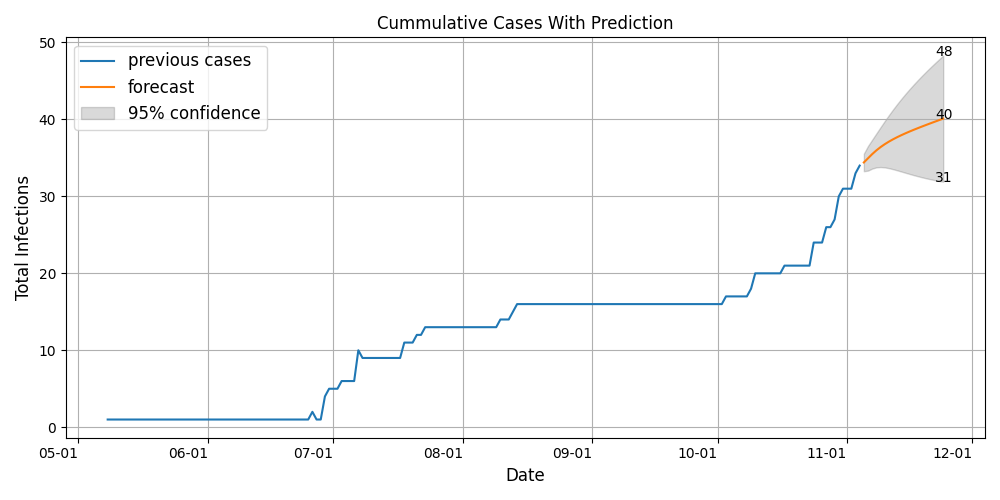 Cummulative Cases With Prediction
50
40
30
20
10
0
Total Infections
previous cases
forecast
95% confidence
48
40
31
05-01
06-01
07-01
08-01
09-01
10-01
11-01
12-01
Date